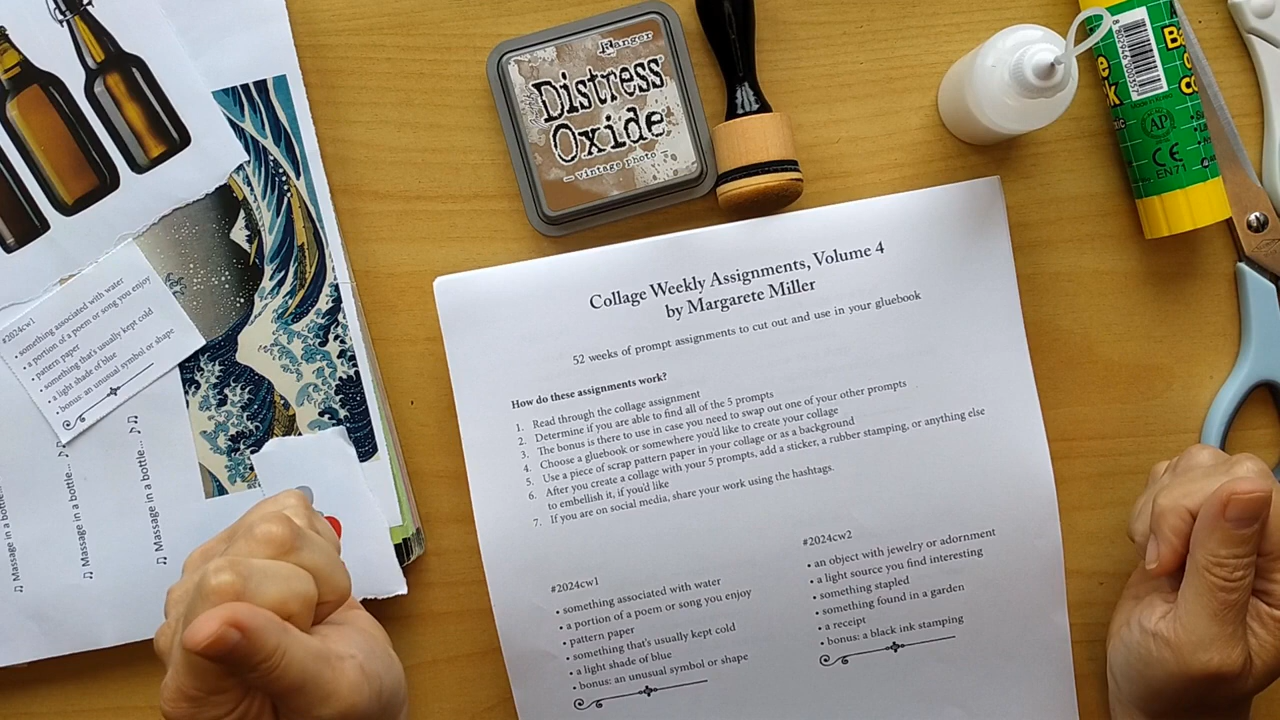 Ranger
Distress
Oxide
— vintage photo —
AP
CE
EN71
Collage Weekly Assignments, Volume 4
by Margarete Miller
52 weeks of prompt assignments to cut out and use in your gluebook
How do these assignments work?
1. Read through the collage assignment
2. Determine if you are able to find all of the 5 prompts
3. The bonus is there to use in case you need to swap out one of your other prompts
4. Choose a gluebook or somewhere you'd like to create your collage
5. Use a piece of scrap pattern paper in your collage or as a background
6. After you create a collage with your 5 prompts, add a sticker, a rubber stamping, or anything else
to embellish it, if you'd like
7. If you are on social media, share your work using the hashtags.
#2024cw1
• something associated with water
• a portion of a poem or song you enjoy
• pattern paper
• something that's usually kept cold
• a light shade of blue
• bonus: an unusual symbol or shape
#2024cw2
• an object with jewelry or adornment
• a light source you find interesting
• something stapled
• something found in a garden
• a receipt
• bonus: a black ink stamping
#2024cw1
• something associated with water
• a portion of a poem or song you enjoy
• pattern paper
• something that's usually kept cold
• a light shade of blue
• bonus: an unusual symbol or shape
♫ Massage in a bottle...
♫ Massage in a bottle... ♫
♫ Massage in a bottle... ♫